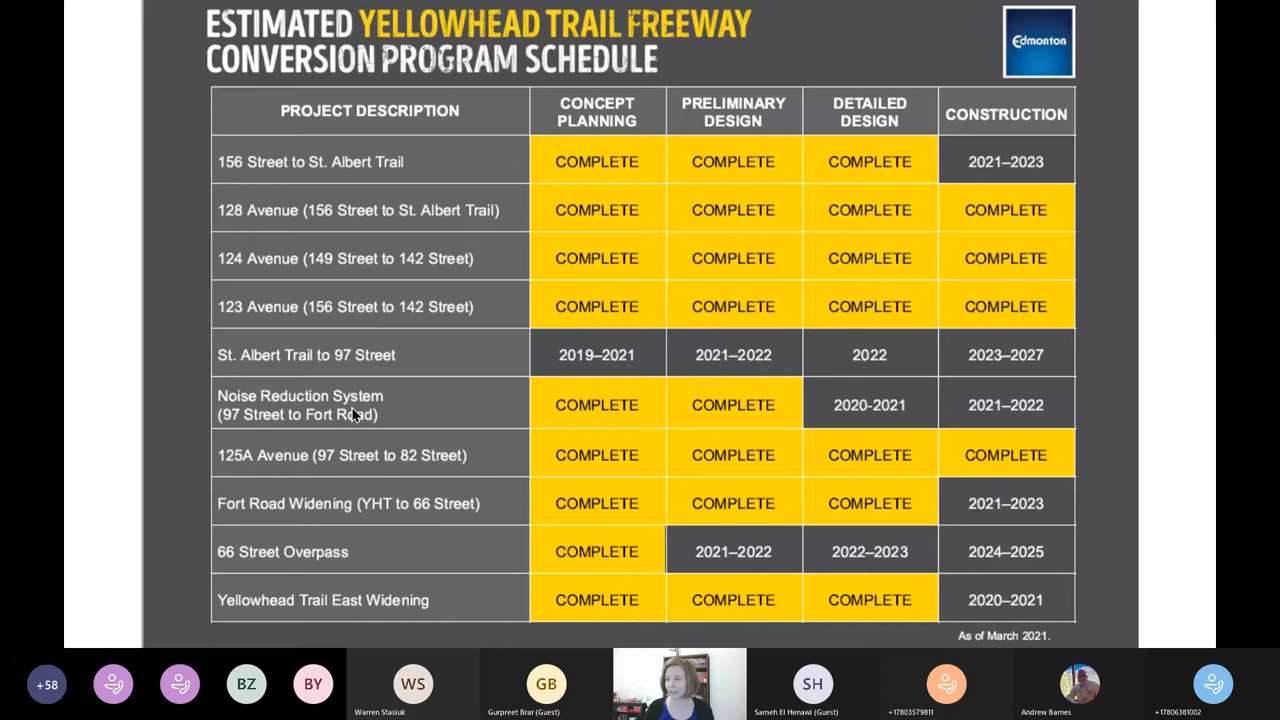 ESTIMATED YELLOWHEAD TRAIL FREEWAY
CONVERSION PROGRAM SCHEDULE
Edmonton
PROJECT DESCRIPTION
CONCEPT
PLANNING
PRELIMINARY
DESIGN
DETAILED
DESIGN
CONSTRUCTION
156 Street to St. Albert Trail COMPLETE COMPLETE COMPLETE 2021–2023
128 Avenue (156 Street to St. Albert Trail) COMPLETE COMPLETE COMPLETE COMPLETE
124 Avenue (149 Street to 142 Street) COMPLETE COMPLETE COMPLETE COMPLETE
123 Avenue (156 Street to 142 Street) COMPLETE COMPLETE COMPLETE COMPLETE
St. Albert Trail to 97 Street 2019–2021 2021–2022 2022 2023–2027
Noise Reduction System
(97 Street to Fort Road) COMPLETE COMPLETE 2020-2021 2021–2022
125A Avenue (97 Street to 82 Street) COMPLETE COMPLETE COMPLETE COMPLETE
Fort Road Widening (YHT to 66 Street) COMPLETE COMPLETE COMPLETE 2021–2023
66 Street Overpass COMPLETE 2021–2022 2022–2023 2024–2025
Yellowhead Trail East Widening COMPLETE COMPLETE COMPLETE 2020–2021
As of March 2021.
+58 BZ BY WS GB SH
Warren Stasiuk Gurpreet Brar (Guest) Sameh El Henawi (Guest) +17803579811 Andrew Barnes +17806381002